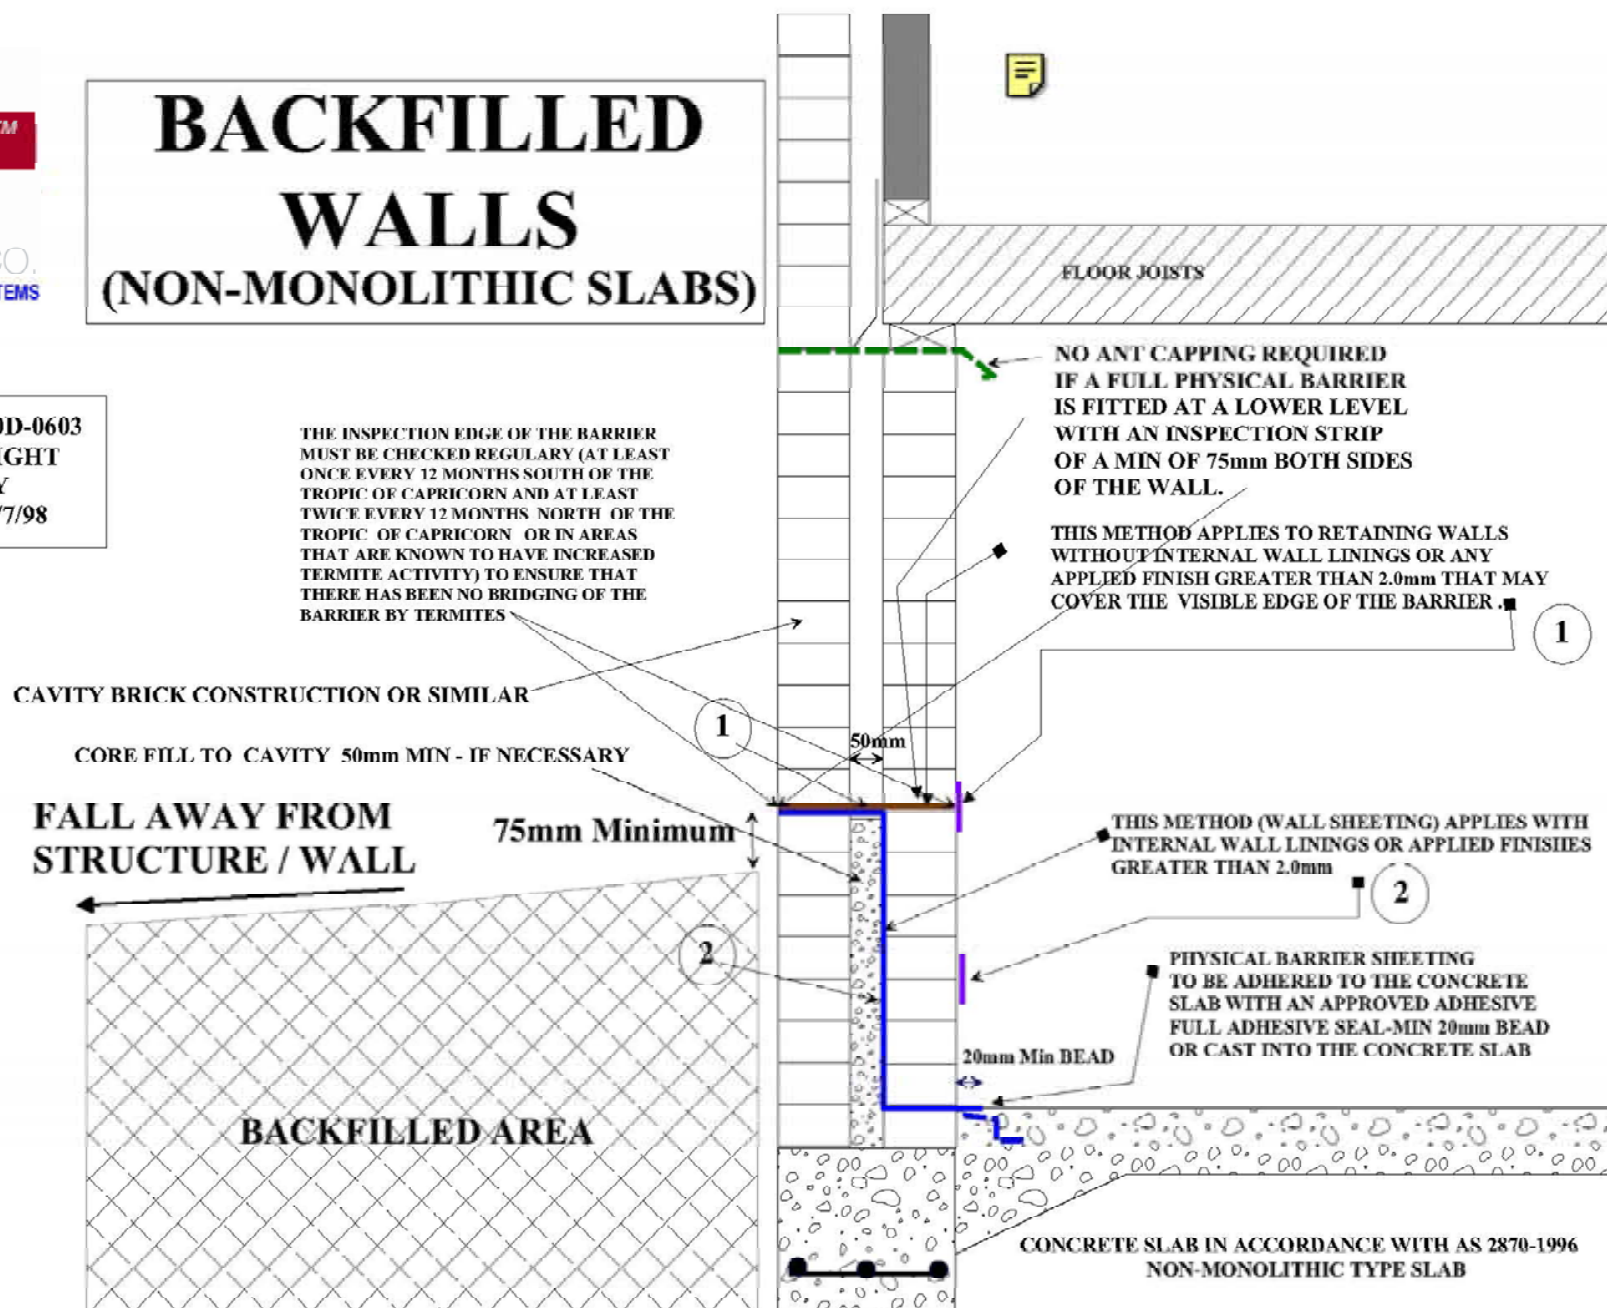 BACKFILLED
WALLS
(NON-MONOLITHIC SLABS)
TM
CO.
TEMS
0D-0603
IGHT
Y
/7/98
FLOOR JOISTS
NO ANT CAPPING REQUIRED
IF A FULL PHYSICAL BARRIER
IS FITTED AT A LOWER LEVEL
WITH AN INSPECTION STRIP
OF A MIN OF 75mm BOTH SIDES
OF THE WALL.
THE INSPECTION EDGE OF THE BARRIER
MUST BE CHECKED REGULARY (AT LEAST
ONCE EVERY 12 MONTHS SOUTH OF THE
TROPIC OF CAPRICORN AND AT LEAST
TWICE EVERY 12 MONTHS NORTH OF THE
TROPIC OF CAPRICORN OR IN AREAS
THAT ARE KNOWN TO HAVE INCREASED
TERMITE ACTIVITY) TO ENSURE THAT
THERE HAS BEEN NO BRIDGING OF THE
BARRIER BY TERMITES
THIS METHOD APPLIES TO RETAINING WALLS
WITHOUT INTERNAL WALL LININGS OR ANY
APPLIED FINISH GREATER THAN 2.0mm THAT MAY
COVER THE VISIBLE EDGE OF THE BARRIER .
1
CAVITY BRICK CONSTRUCTION OR SIMILAR
1
50mm
CORE FILL TO CAVITY 50mm MIN - IF NECESSARY
FALL AWAY FROM
STRUCTURE / WALL
75mm Minimum
THIS METHOD (WALL SHEETING) APPLIES WITH
INTERNAL WALL LININGS OR APPLIED FINISHES
GREATER THAN 2.0mm
2
2
PHYSICAL BARRIER SHEETING
TO BE ADHERED TO THE CONCRETE
SLAB WITH AN APPROVED ADHESIVE
FULL ADHESIVE SEAL-MIN 20mm BEAD
OR CAST INTO THE CONCRETE SLAB
20mm Min BEAD
BACKFILLED AREA
CONCRETE SLAB IN ACCORDANCE WITH AS 2870-1996
NON-MONOLITHIC TYPE SLAB